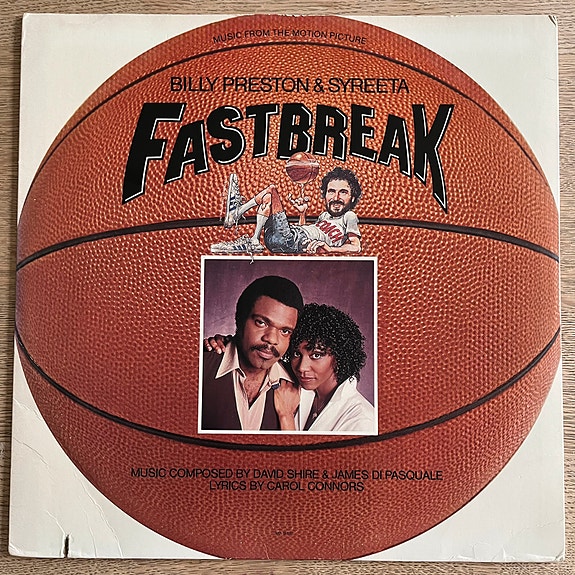 MUSIC FROM THE MOTION PICTURE
BILLY PRESTON & SYREETA
FASTBREAK
MUSIC COMPOSED BY DAVID SHIRE & JAMES DI PASQUALE
LYRICS BY CAROL CONNORS